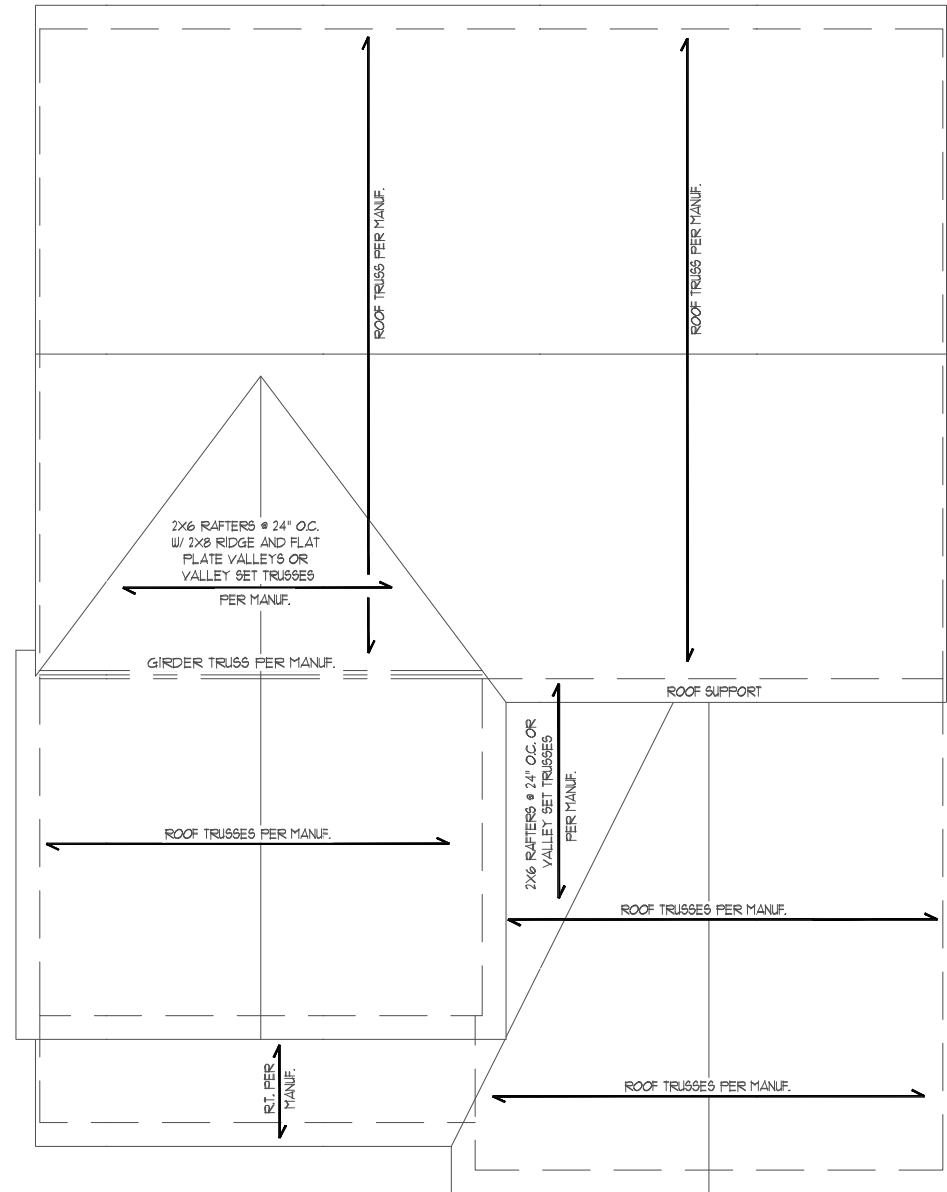 ROOF TRUSS PER MANUF.
ROOF TRUSS PER MANUF.
2X6 RAFTERS @ 24" O.C.
W/ 2X8 RIDGE AND FLAT
PLATE VALLEYS OR
VALLEY SET TRUSSES
PER MANUF.
GIRDER TRUSS PER MANUF.
ROOF SUPPORT
2X6 RAFTERS @ 24" O.C. OR
VALLEY SET TRUSSES
PER MANUF.
ROOF TRUSSES PER MANUF.
ROOF TRUSSES PER MANUF.
R.T. PER
MANUF.
ROOF TRUSSES PER MANUF.